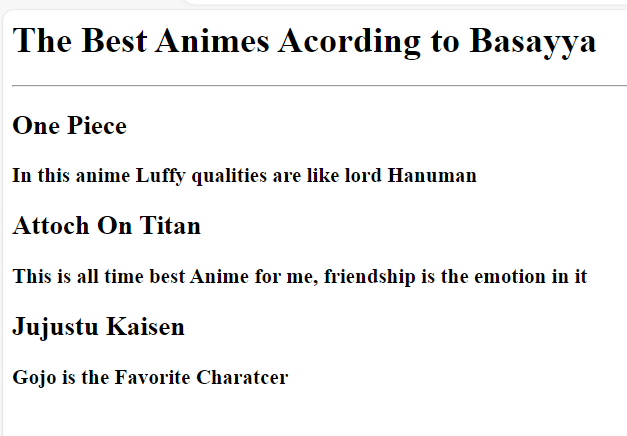 The Best Animes Acording to Basayya
One Piece
In this anime Luffy qualities are like lord Hanuman
Attoch On Titan
This is all time best Anime for me, friendship is the emotion in it
Jujustu Kaisen
Gojo is the Favorite Charatcer